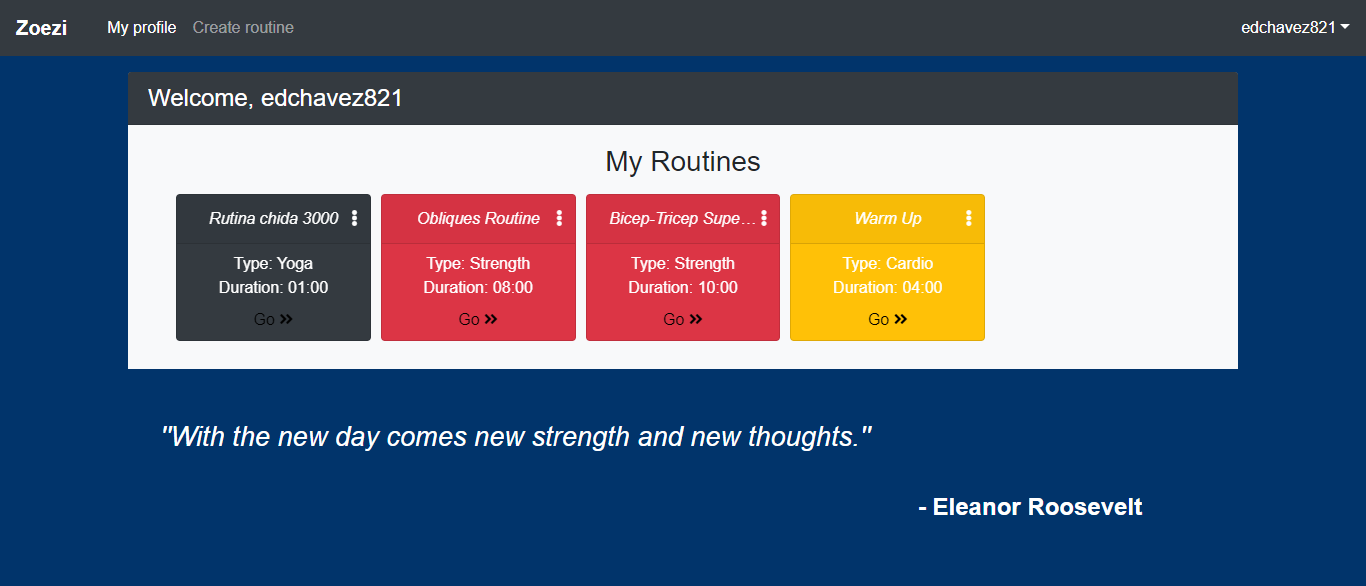 Zoezi My profile Create routine edchavez821
Welcome, edchavez821
My Routines
Rutina chida 3000
Type: Yoga
Duration: 01:00
Go
Obliques Routine
Type: Strength
Duration: 08:00
Go
Bicep-Tricep Supe...
Type: Strength
Duration: 10:00
Go
Warm Up
Type: Cardio
Duration: 04:00
Go
"With the new day comes new strength and new thoughts."
- Eleanor Roosevelt